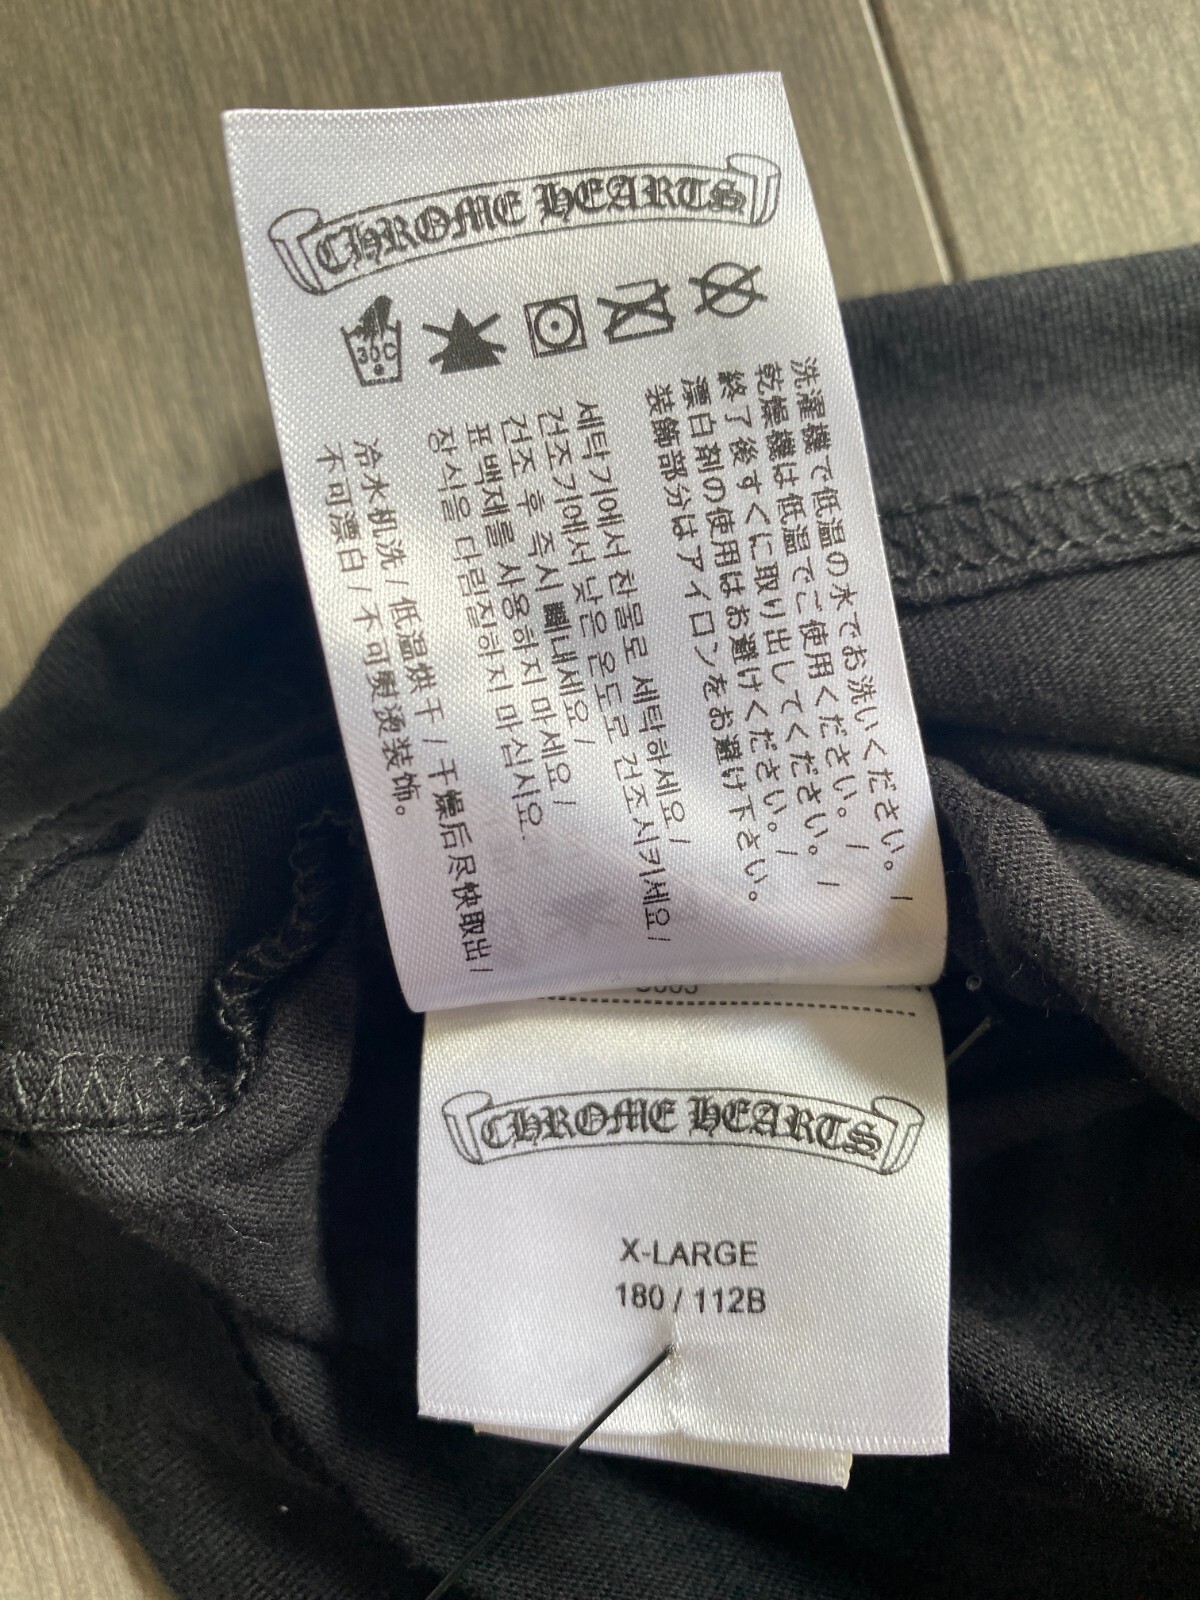 CHROME HEARTS
30C
洗濯機で低温の水でお洗いください。 /
乾燥機は低温でご使用ください。 /
終了後すぐに取り出してください。 /
漂白剤の使用はお避けください。 /
装飾部分はアイロンをお避け下さい。
세탁기에서 찬물로 세탁하세요 /
건조기에서 낮은 온도로 건조시키세요 /
건조 후 즉시 빼내세요 /
표백제를 사용하지 마세요 /
장식을 다림질하지 마십시요.
冷水机洗 / 低温烘干 / 干燥后尽快取出 /
不可漂白 / 不可熨烫装饰。
CHROME HEARTS
X-LARGE
180 / 112B